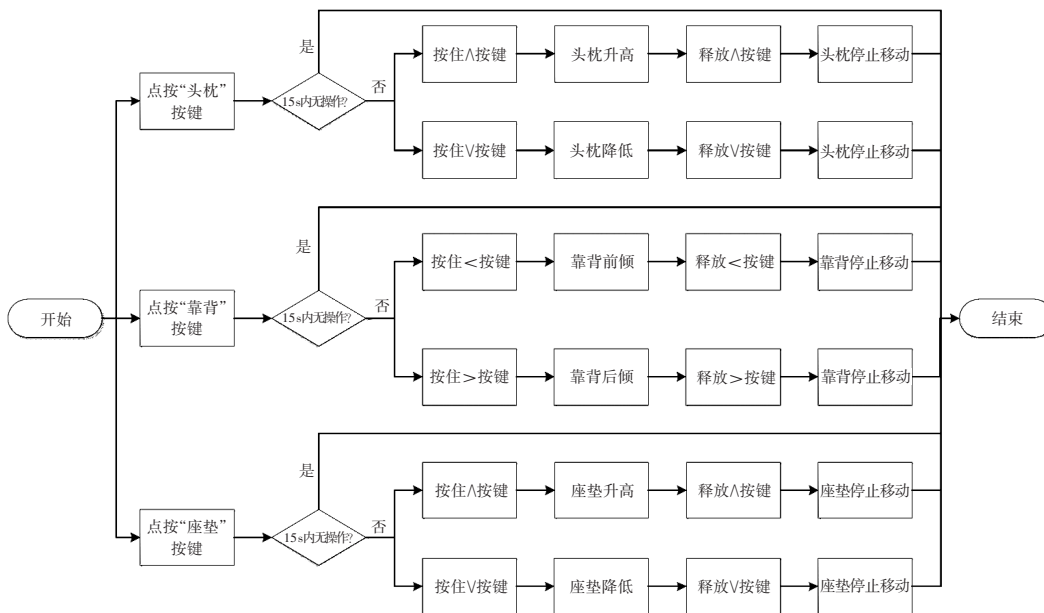 是
否
按住∧按键
头枕升高
释放∧按键
头枕停止移动
点按“头枕”
按键
15s内无操作?
按住∨按键
头枕降低
释放∨按键
头枕停止移动
是
否
按住<按键
靠背前倾
释放<按键
靠背停止移动
开始
点按“靠背”
按键
15s内无操作?
结束
按住>按键
靠背后倾
释放>按键
靠背停止移动
是
否
按住∧按键
座垫升高
释放∧按键
座垫停止移动
点按“座垫”
按键
15s内无操作?
按住∨按键
座垫降低
释放∨按键
座垫停止移动